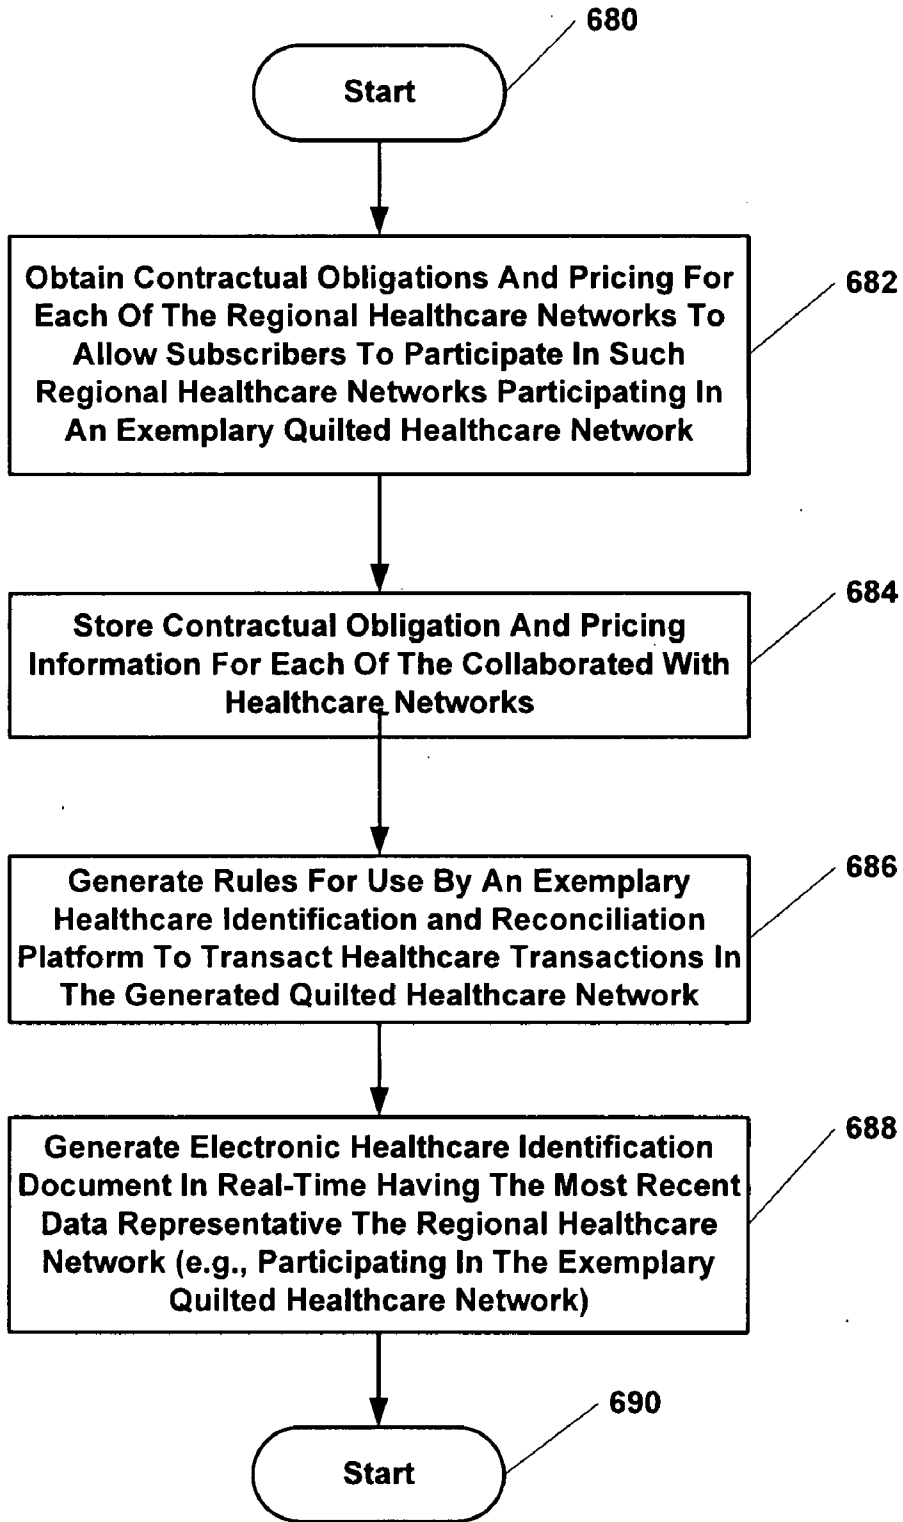 680
Start
Obtain Contractual Obligations And Pricing For
Each Of The Regional Healthcare Networks To
Allow Subscribers To Participate In Such
Regional Healthcare Networks Participating In
An Exemplary Quilted Healthcare Network
682
Store Contractual Obligation And Pricing
Information For Each Of The Collaborated With
Healthcare Networks
684
Generate Rules For Use By An Exemplary
Healthcare Identification and Reconciliation
Platform To Transact Healthcare Transactions In
The Generated Quilted Healthcare Network
686
Generate Electronic Healthcare Identification
Document In Real-Time Having The Most Recent
Data Representative The Regional Healthcare
Network (e.g., Participating In The Exemplary
Quilted Healthcare Network)
688
690
Start